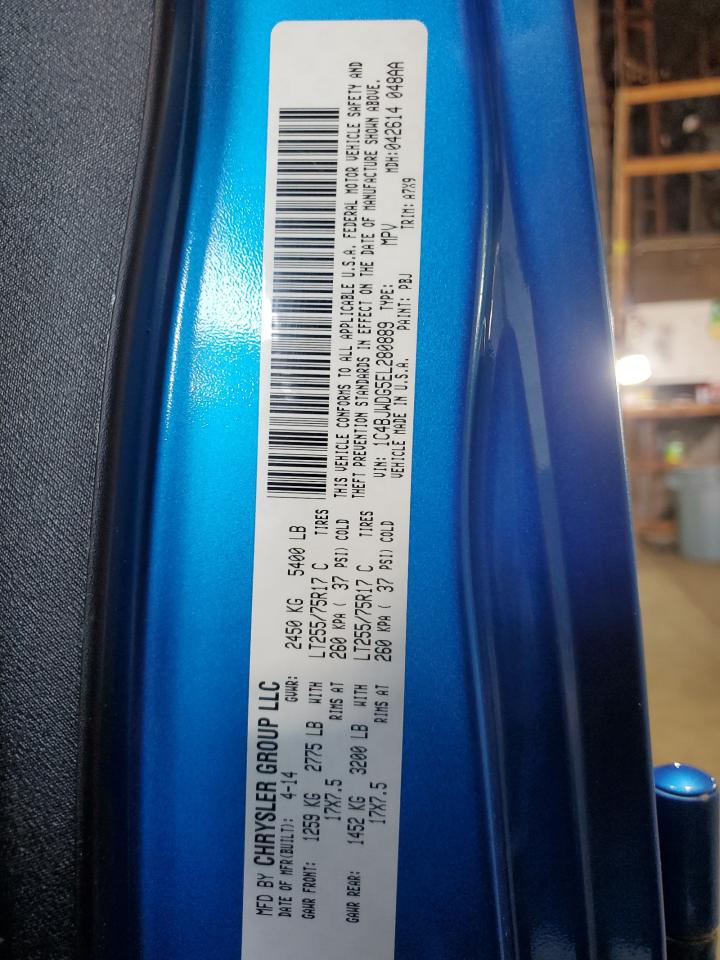 MFD BY CHRYSLER GROUP LLC
DATE OF MFR(BUILT): 4-14 GVWR: 2450 KG 5400 LB
GAWR FRONT: 1259 KG 2775 LB WITH LT255/75R17 C TIRES
17X7.5 RIMS AT 260 KPA ( 37 PSI) COLD
GAWR REAR: 1452 KG 3200 LB WITH LT255/75R17 C TIRES
17X7.5 RIMS AT 260 KPA ( 37 PSI) COLD
THIS VEHICLE CONFORMS TO ALL APPLICABLE U.S.A. FEDERAL MOTOR VEHICLE SAFETY AND
THEFT PREVENTION STANDARDS IN EFFECT ON THE DATE OF MANUFACTURE SHOWN ABOVE.
VIN: 1C4BJWDG5EL280889 TYPE: MPV MDH:042614 048AA
VEHICLE MADE IN U.S.A. PAINT: PBJ TRIM: A7X9